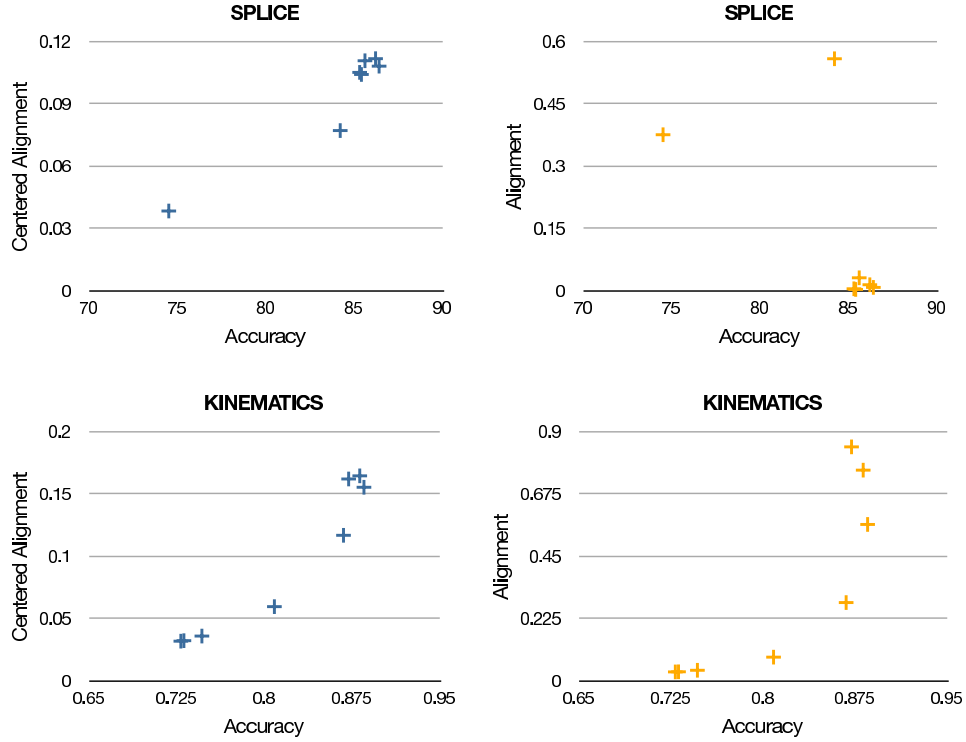 SPLICE
0.12
0.09
0.06
0.03
0
Centered Alignment
70 75 80 85 90
Accuracy
SPLICE
0.6
0.45
0.3
0.15
0
Alignment
70 75 80 85 90
Accuracy
KINEMATICS
0.2
0.15
0.1
0.05
0
Centered Alignment
0.65 0.725 0.8 0.875 0.95
Accuracy
KINEMATICS
0.9
0.675
0.45
0.225
0
Alignment
0.65 0.725 0.8 0.875 0.95
Accuracy